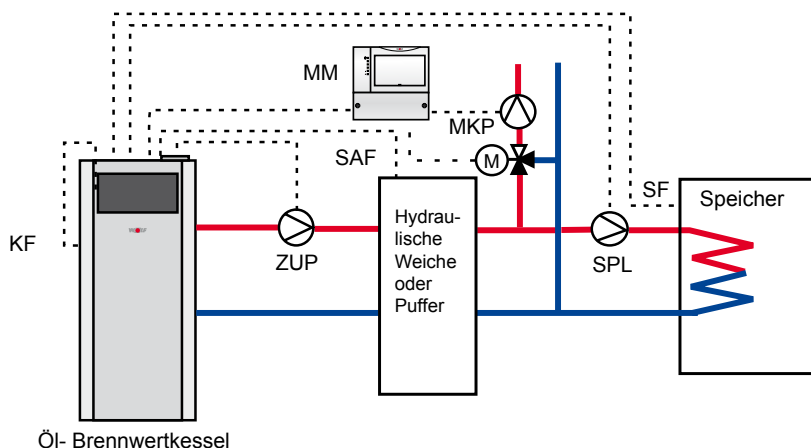 MM
MKP
SAF
M
SF
Speicher
KF
ZUP
Hydrau-
lische
Weiche
oder
Puffer
SPL
Öl- Brennwertkessel